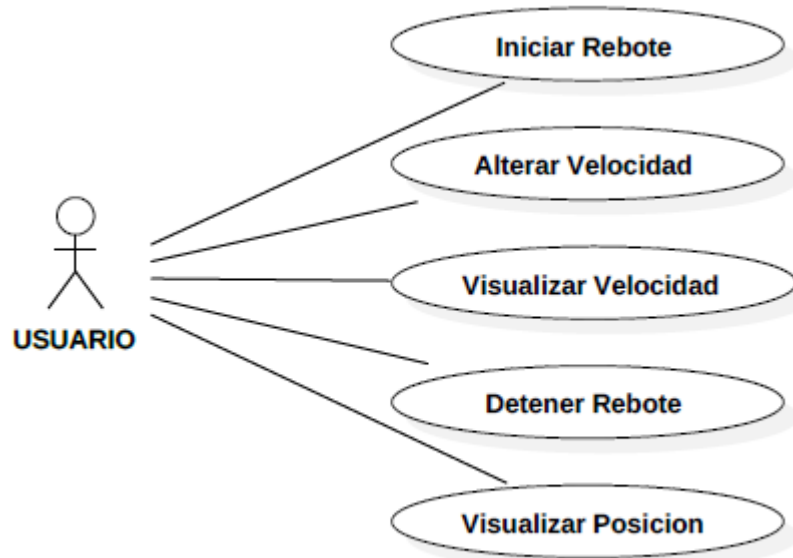 Iniciar Rebote
Alterar Velocidad
Visualizar Velocidad
USUARIO
Detener Rebote
Visualizar Posicion